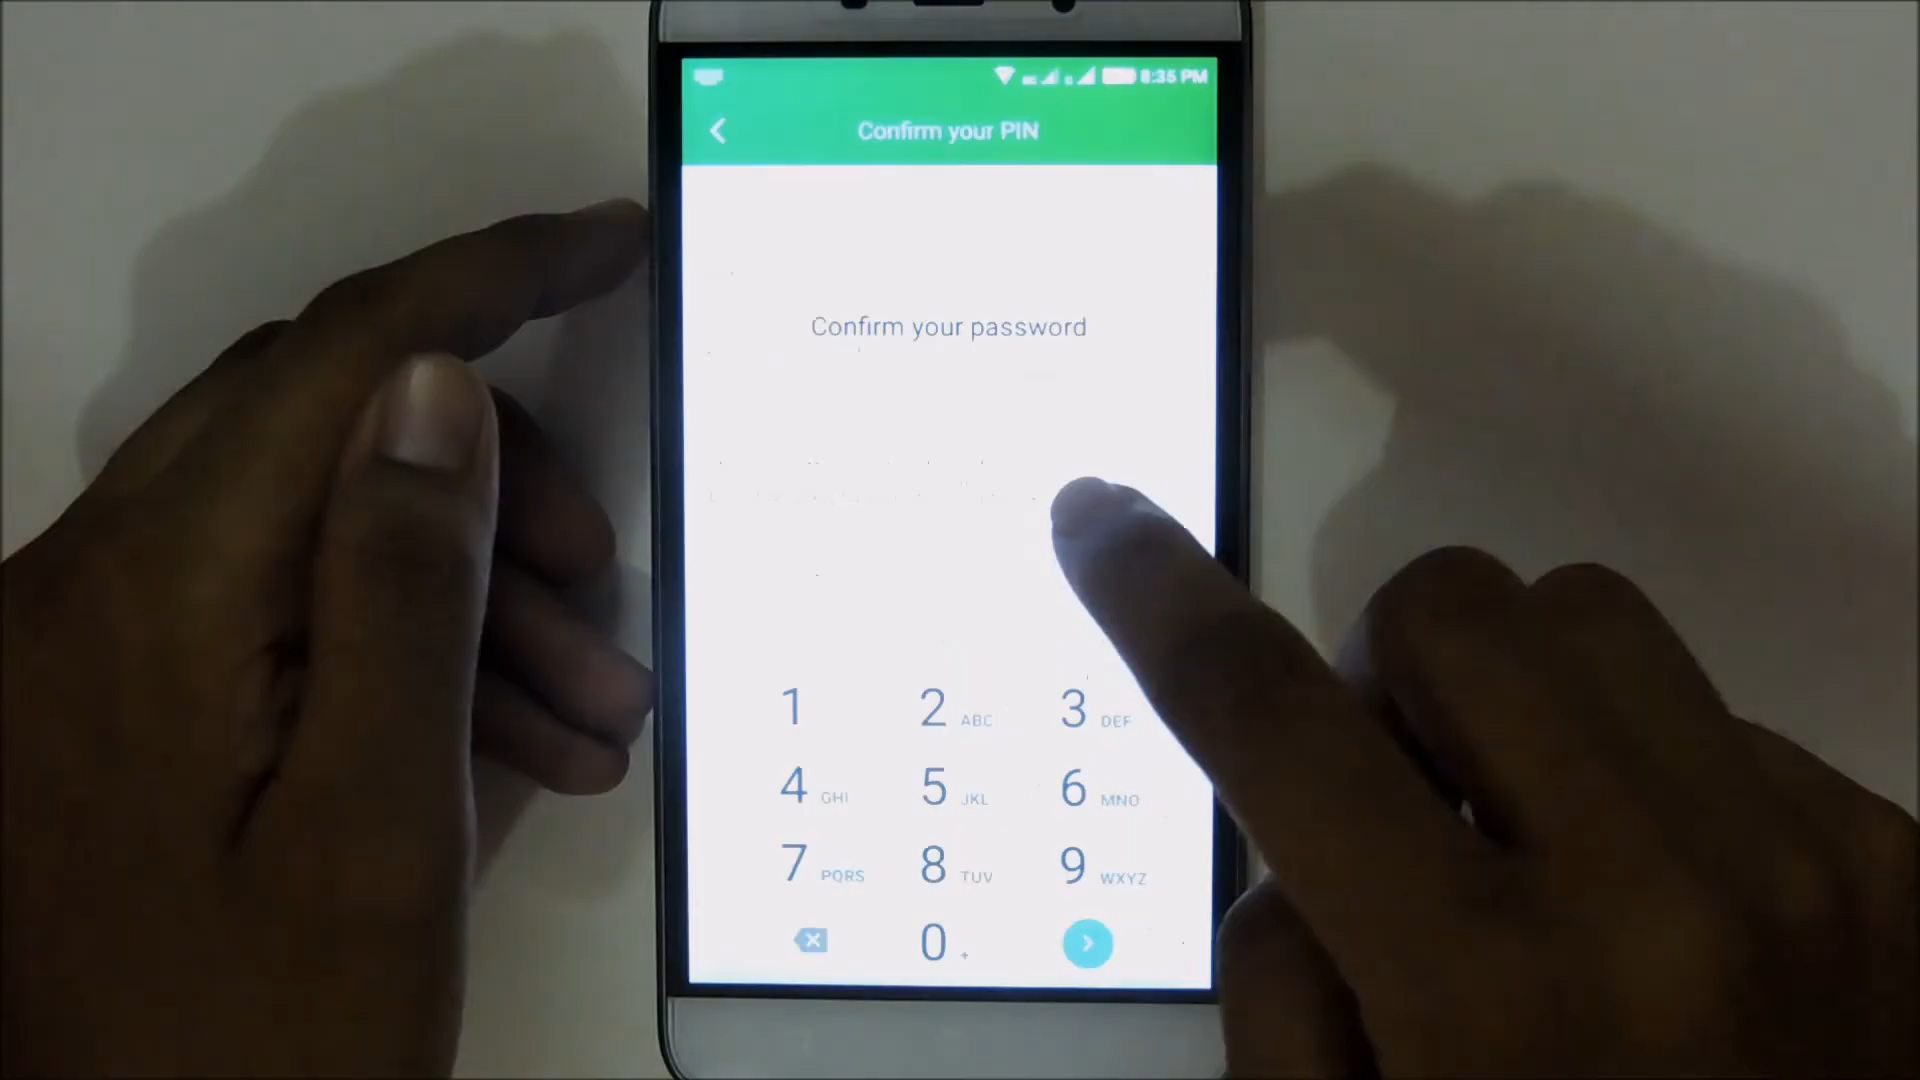 8:35 PM
Confirm your PIN
Confirm your password
1 2 ABC 3 DEF
4 GHI 5 JKL 6 MNO
7 PQRS 8 TUV 9 WXYZ
0 +